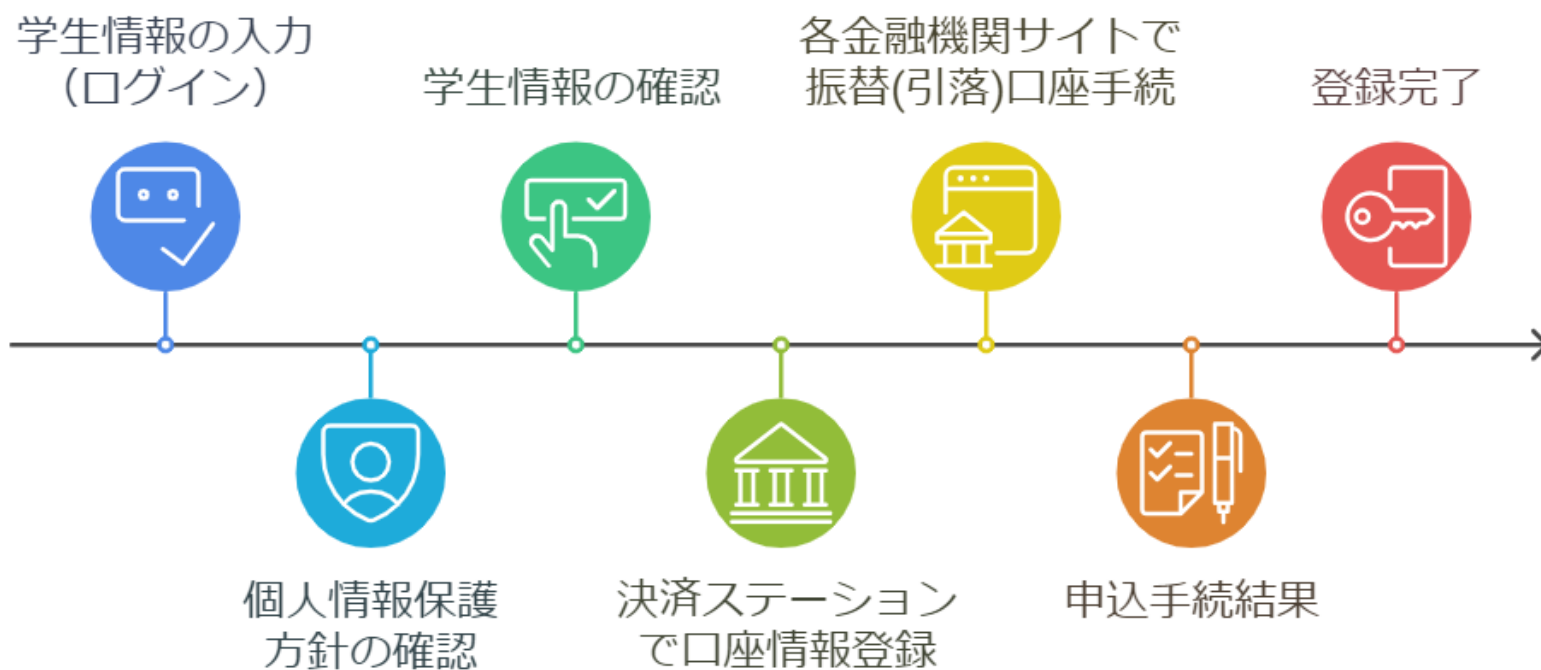 学生情報の入力
（ログイン）
個人情報保護
方針の確認
学生情報の確認
決済ステーション
で口座情報登録
各金融機関サイトで
振替(引落)口座手続
申込手続結果
登録完了